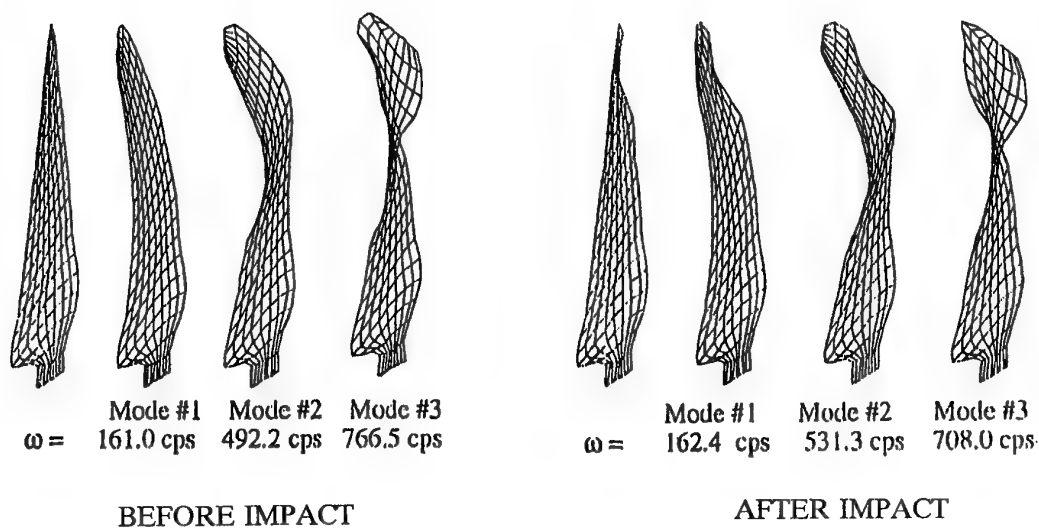 Mode #1 Mode #2 Mode #3
ω = 161.0 cps 492.2 cps 766.5 cps
BEFORE IMPACT
Mode #1 Mode #2 Mode #3
ω = 162.4 cps 531.3 cps 708.0 cps
AFTER IMPACT